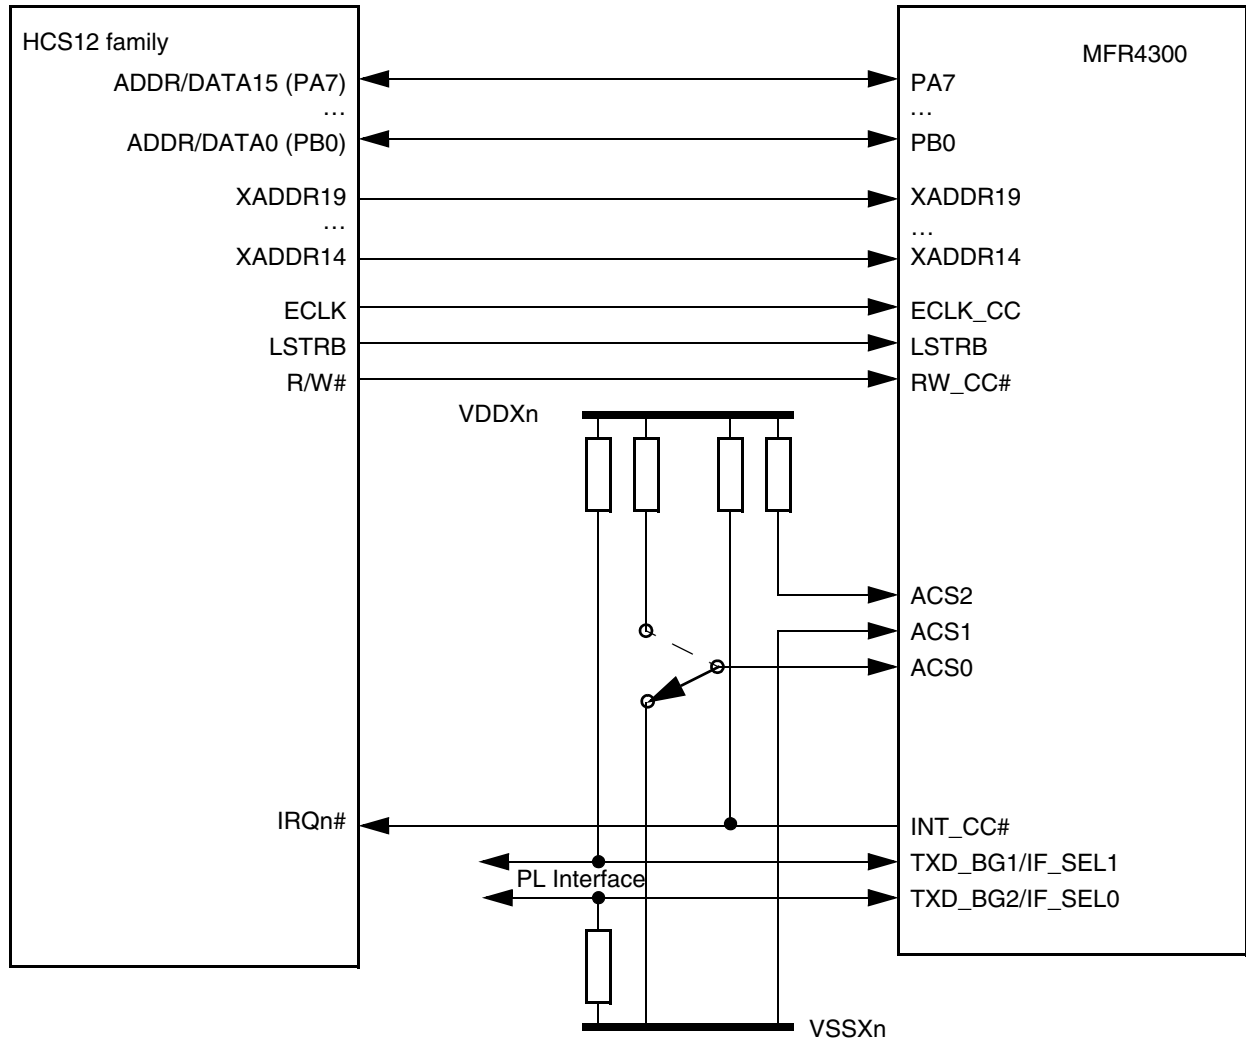 HCS12 family
MFR4300
ADDR/DATA15 (PA7)
PA7
...
...
ADDR/DATA0 (PB0)
PB0
XADDR19
XADDR19
...
...
XADDR14
XADDR14
ECLK
ECLK_CC
LSTRB
LSTRB
R/W#
RW_CC#
VDDXn
ACS2
ACS1
ACS0
IRQn#
INT_CC#
TXD_BG1/IF_SEL1
PL Interface
TXD_BG2/IF_SEL0
VSSXn